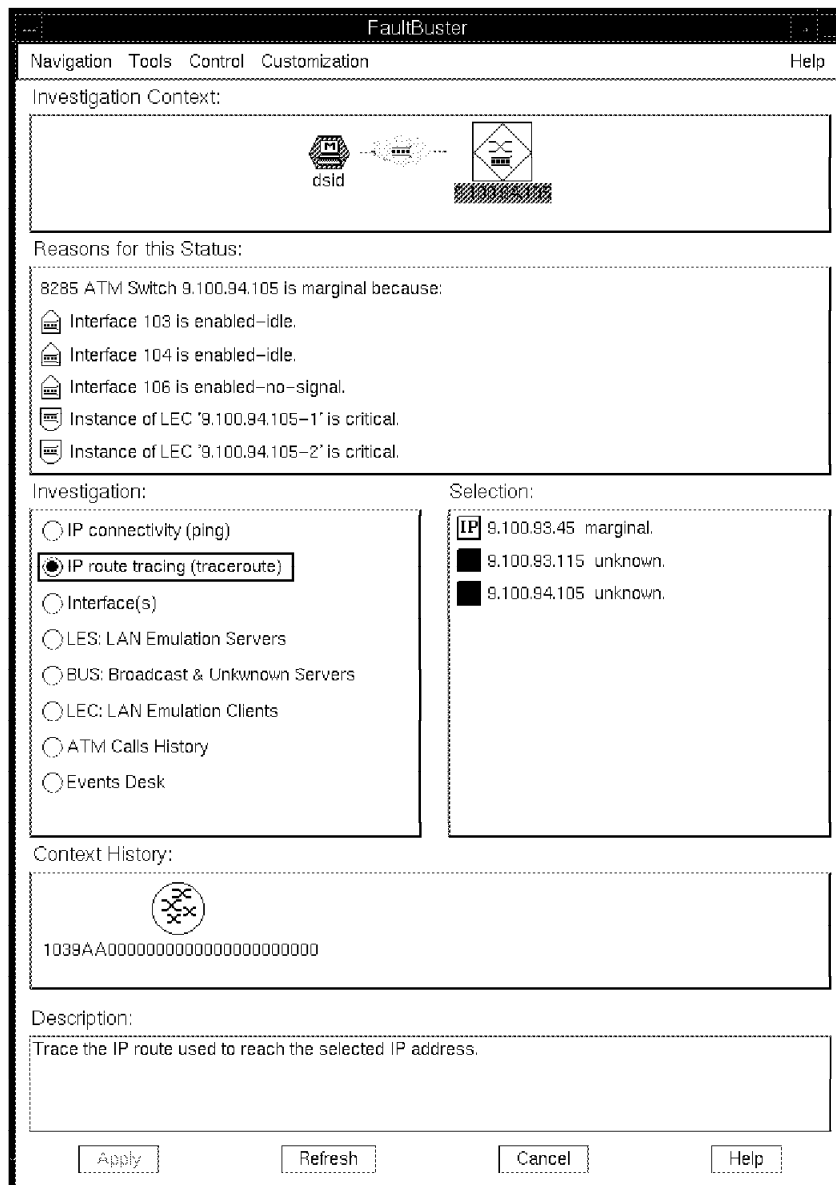 FaultBuster
Navigation Tools Control Customization Help
Investigation Context:
M
dsid
Reasons for this Status:
8285 ATM Switch 9.100.94.105 is marginal because:
Interface 103 is enabled-idle.
Interface 104 is enabled-idle.
Interface 106 is enabled-no-signal.
Instance of LEC '9.100.94.105-1' is critical.
Instance of LEC '9.100.94.105-2' is critical.
Investigation:
IP connectivity (ping)
IP route tracing (traceroute)
Interface(s)
LES: LAN Emulation Servers
BUS: Broadcast & Unkwnown Servers
LEC: LAN Emulation Clients
ATM Calls History
Events Desk
Selection:
IP 9.100.93.45 marginal.
9.100.93.115 unknown.
9.100.94.105 unknown.
Context History:
Description:
Trace the IP route used to reach the selected IP address.
Apply Refresh Cancel Help